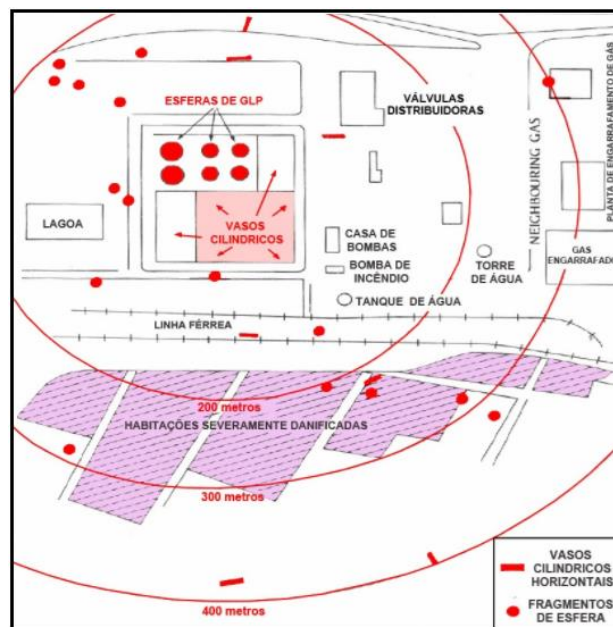 ESFERAS DE GLP
VÁLVULAS
DISTRIBUIDORAS
NEIGHBOURING GAS
PLANTA DE ENGARRAFAMENTO DE GÁS
LAGOA
VASOS
CILINDRICOS
CASA DE
BOMBAS
BOMBA DE
INCÊNDIO
TANQUE DE ÁGUA
TORRE
DE ÁGUA
GAS
ENGARRAFADO
LINHA FÉRREA
200 metros
HABITAÇÕES SEVERAMENTE DANIFICADAS
300 metros
400 metros
VASOS
CILINDRICOS
HORIZONTAIS
FRAGMENTOS
DE ESFERA